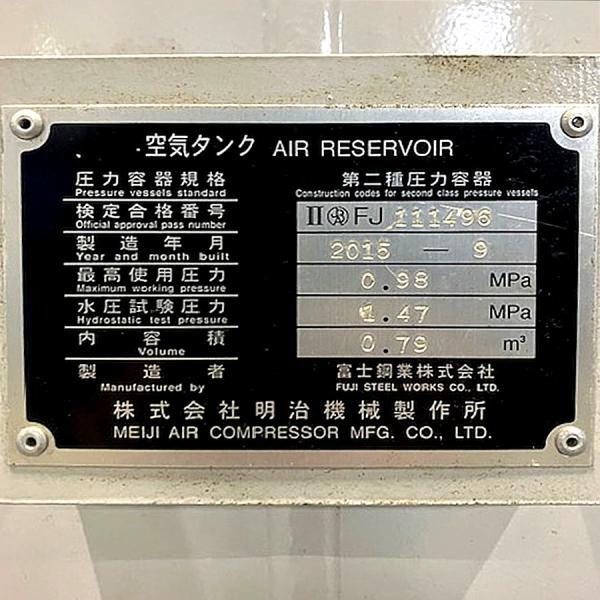 空気タンク AIR RESERVOIR
圧力容器規格 第二種圧力容器
Pressure vessels standard Construction codes for second class pressure vessels
検定合格番号 II FJ 111496
Official approval pass number
製造年月 2015 — 9
Year and month built
最高使用圧力 0.98 MPa
Maximum working pressure
水圧試験圧力 1.47 MPa
Hydrostatic test pressure
内容積 0.79 m³
Volume
製造者 富士鋼業株式会社
Manufactured by FUJI STEEL WORKS CO., LTD.
株式会社明治機械製作所
MEIJI AIR COMPRESSOR MFG. CO., LTD.